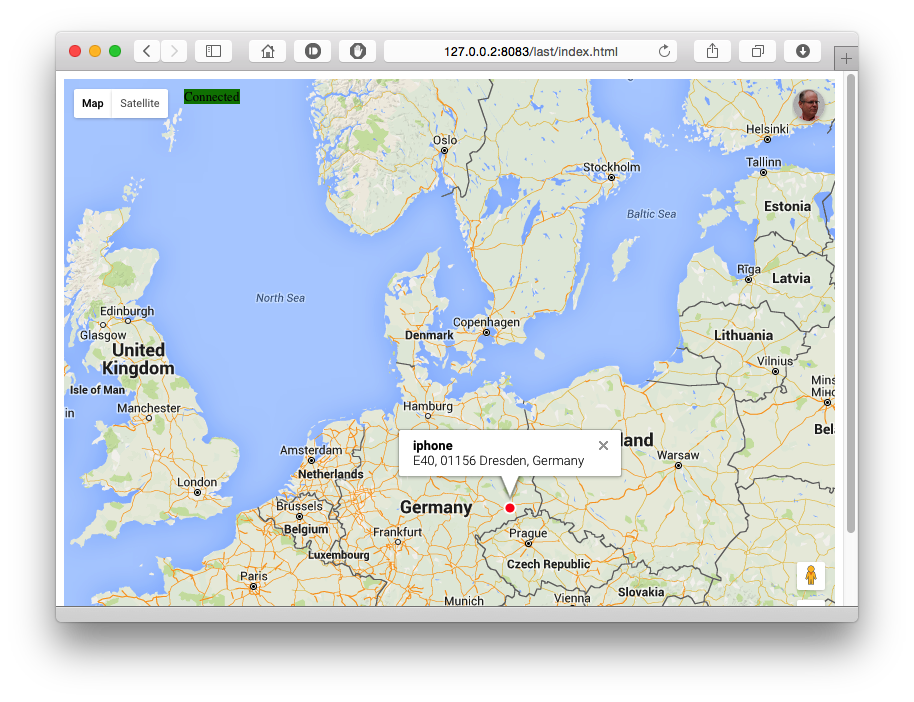 127.0.0.2:8083/last/index.html
Map
Satellite
Connected
Oslo
Helsinki
Stockholm
Tallinn
Baltic Sea
Estonia
Rīga
Latvia
North Sea
Edinburgh
Glasgow
Copenhagen
Denmark
Lithuania
United
Kingdom
Vilnius
Isle of Man
Mins
Мінс
in
Manchester
Hamburg
Bela
iphone
E40, 01156 Dresden, Germany
land
Amsterdam
Netherlands
Warsaw
London
Brussels
Germany
Belgium
Frankfurt
Prague
Luxembourg
Czech Republic
Paris
Slovakia
Munich
Vienna